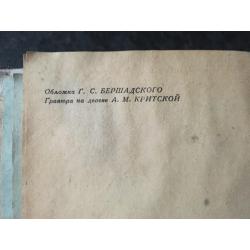 Обложка Г. С. БЕРШАДСКОГО
Гравюра на дереве А. М. КРИТСКОЙ